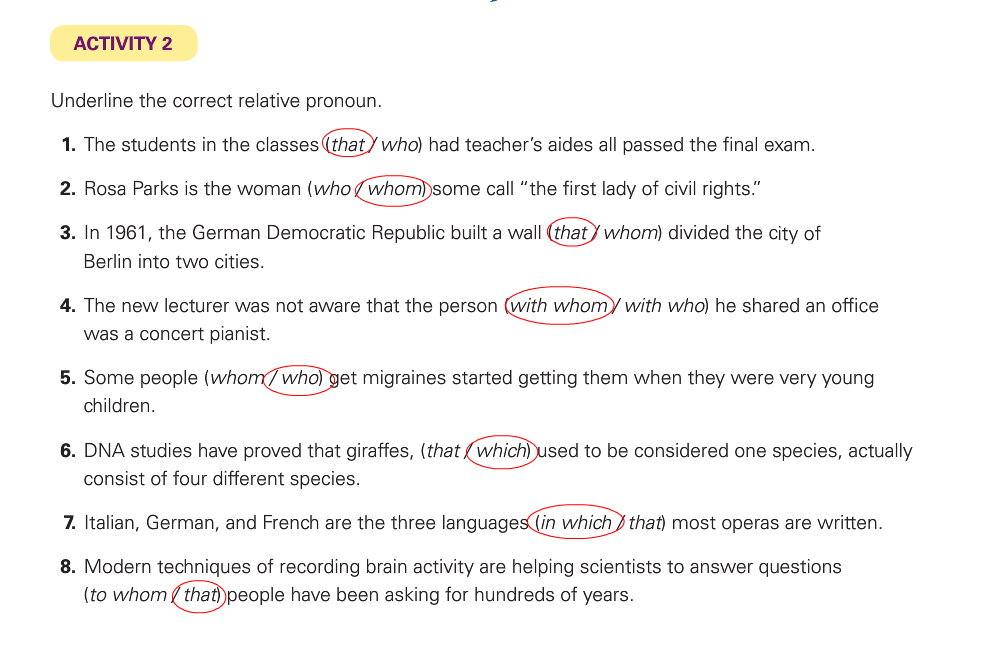 ACTIVITY 2
Underline the correct relative pronoun.
1. The students in the classes (that / who) had teacher's aides all passed the final exam.
2. Rosa Parks is the woman (who / whom) some call "the first lady of civil rights."
3. In 1961, the German Democratic Republic built a wall (that / whom) divided the city of
Berlin into two cities.
4. The new lecturer was not aware that the person (with whom / with who) he shared an office
was a concert pianist.
5. Some people (whom / who) get migraines started getting them when they were very young
children.
6. DNA studies have proved that giraffes, (that / which) used to be considered one species, actually
consist of four different species.
7. Italian, German, and French are the three languages (in which / that) most operas are written.
8. Modern techniques of recording brain activity are helping scientists to answer questions
(to whom / that) people have been asking for hundreds of years.